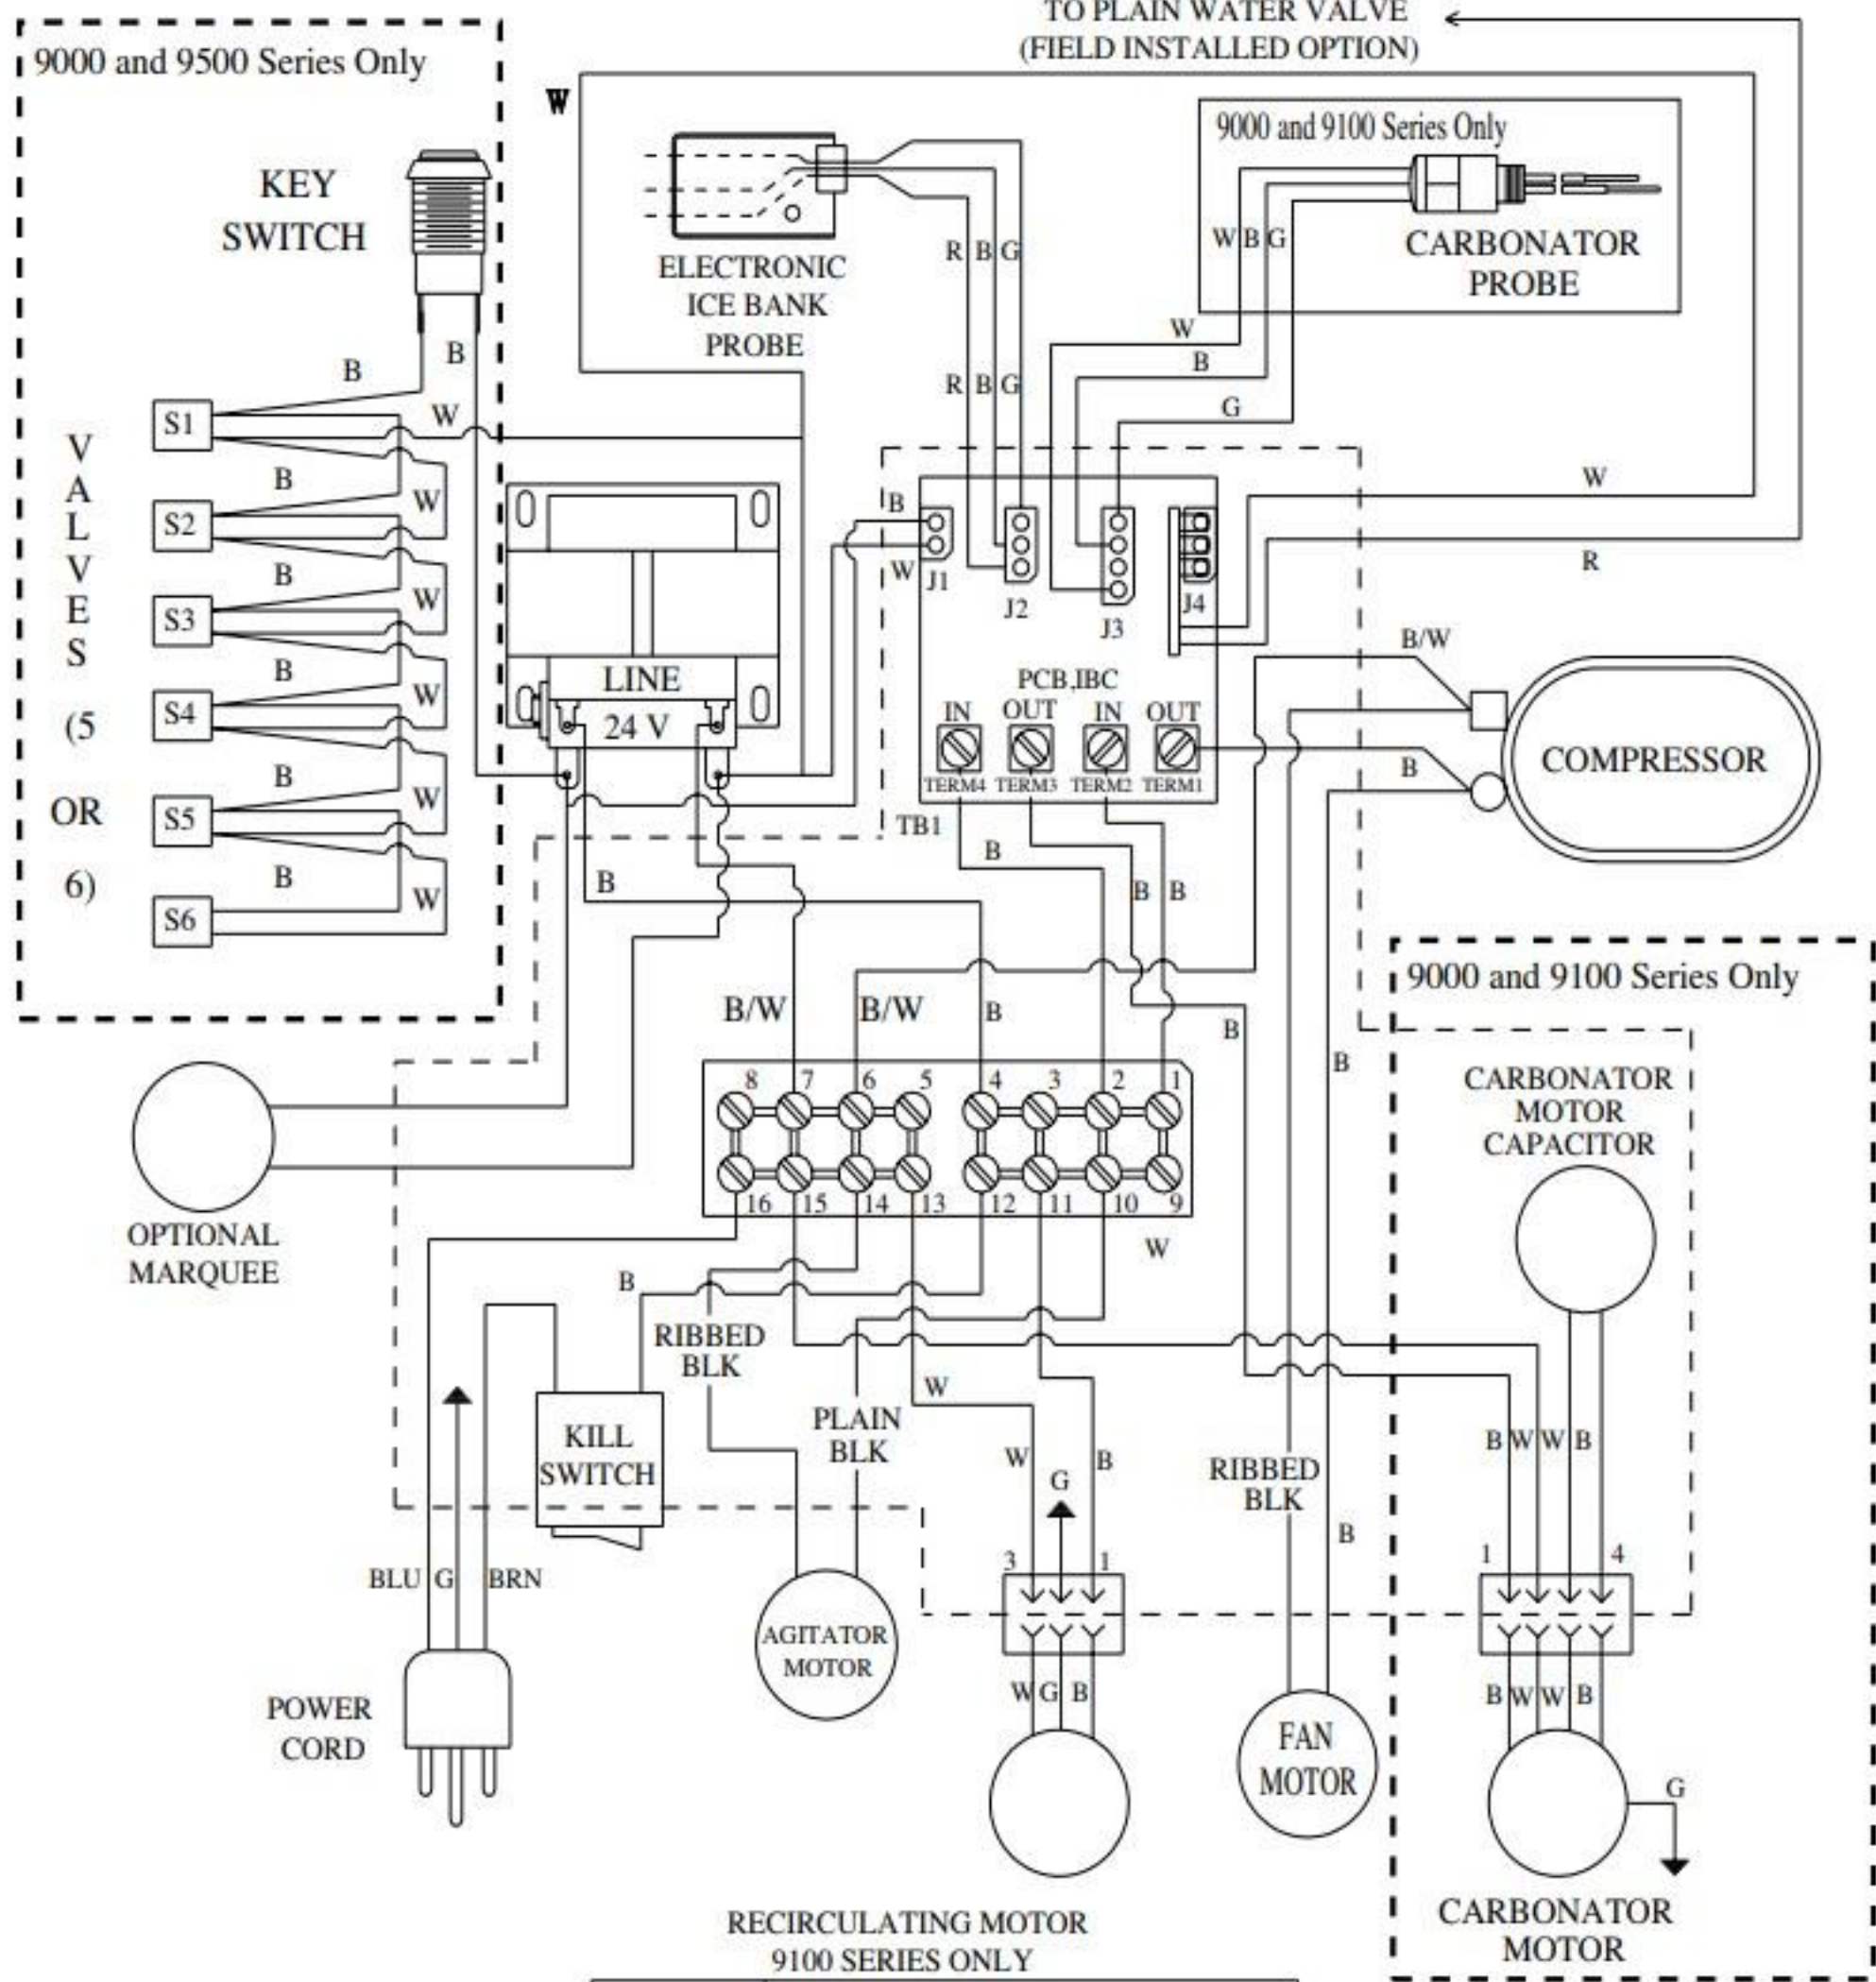 TO PLAIN WATER VALVE
(FIELD INSTALLED OPTION)
9000 and 9500 Series Only
W
9000 and 9100 Series Only
KEY
SWITCH
ELECTRONIC
ICE BANK
PROBE
R B G
W B G
CARBONATOR
PROBE
W
B
G
R B G
B
B
W
VALVES
(5
OR
6)
S1
B
W
S2
B
W
S3
B
W
S4
B
W
S5
B
W
S6
LINE
24 V
B
W
J1
J2
J3
J4
W
R
PCB,IBC
IN OUT IN OUT
TERM4 TERM3 TERM2 TERM1
TB1
B/W
B
COMPRESSOR
B
B
B B
B/W
B/W
B
B
B
9000 and 9100 Series Only
CARBONATOR
MOTOR
CAPACITOR
8 7 6 5 4 3 2 1
16 15 14 13 12 11 10 9
W
OPTIONAL
MARQUEE
B
RIBBED
BLK
KILL
SWITCH
PLAIN
BLK
W
W
G
B
RIBBED
BLK
B
B W W B
3 1
1 4
BLU G BRN
AGITATOR
MOTOR
W G B
B W W B
POWER
CORD
FAN
MOTOR
G
RECIRCULATING MOTOR
9100 SERIES ONLY
CARBONATOR
MOTOR